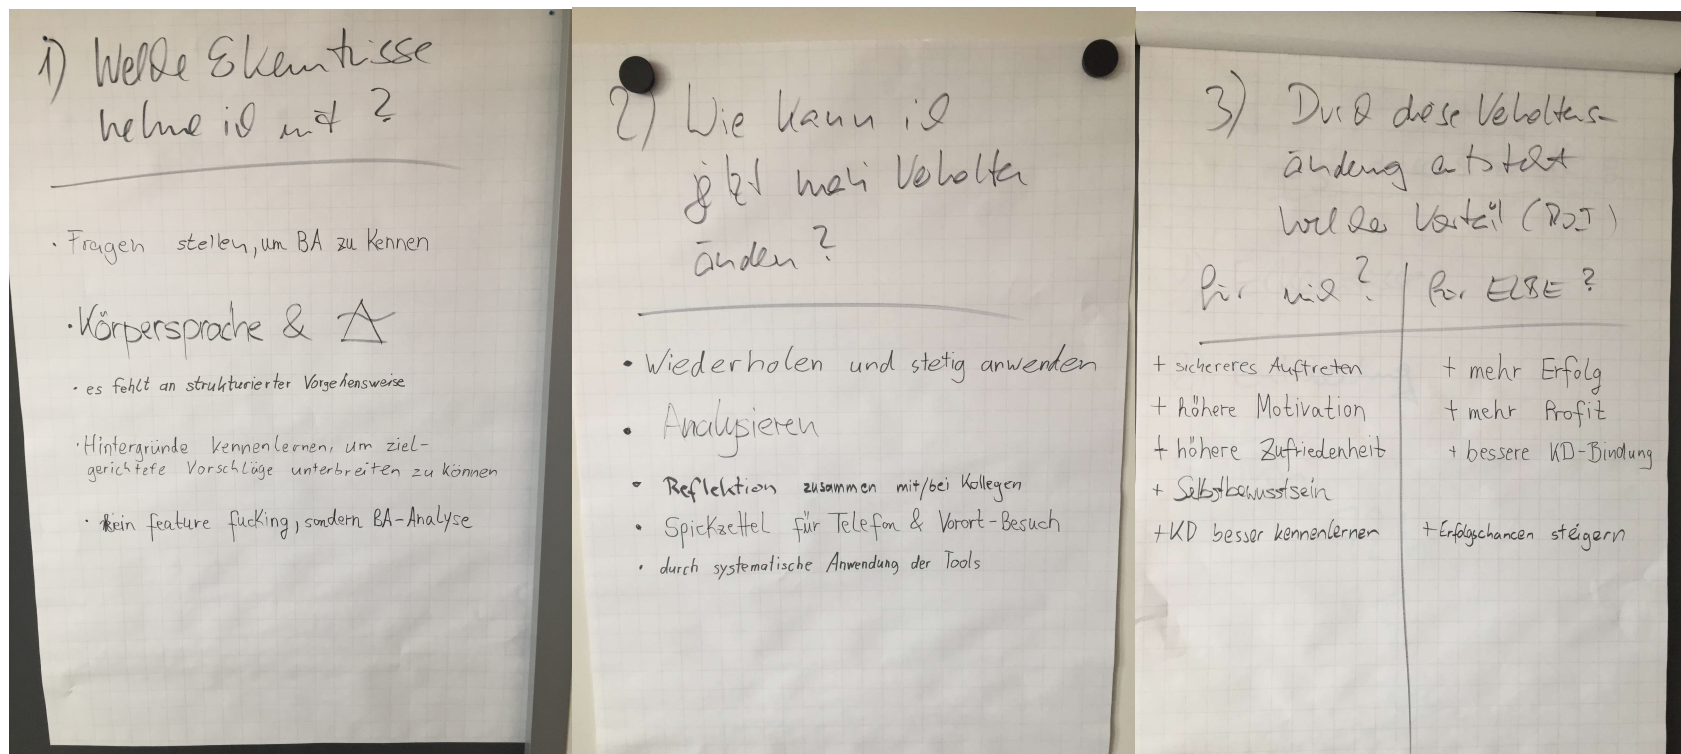 1) Welche Erkenntnisse
nehme ich mit?
· Fragen stellen, um BA zu kennen
· Körpersprache &
· es fehlt an strukturierter Vorgehensweise
· Hintergründe kennenlernen, um ziel-
gerichtete Vorschläge unterbreiten zu können
· kein feature fucking, sondern BA-Analyse
2) Wie kann ich
jetzt mein Verhalten
ändern?
• Wiederholen und stetig anwenden
• Analysieren
• Reflektion zusammen mit/bei Kollegen
• Spickzettel für Telefon & Vorort-Besuch
• durch systematische Anwendung der Tools
3) Durch diese Verhaltens-
änderung entsteht
welcher Vorteil (ROI)
für mich?
+ sichereres Auftreten
+ höhere Motivation
+ höhere Zufriedenheit
+ Selbstbewusstsein
+ KD besser kennenlernen
für ELBE?
+ mehr Erfolg
+ mehr Profit
+ bessere KD-Bindung
+ Erfolgschancen steigern